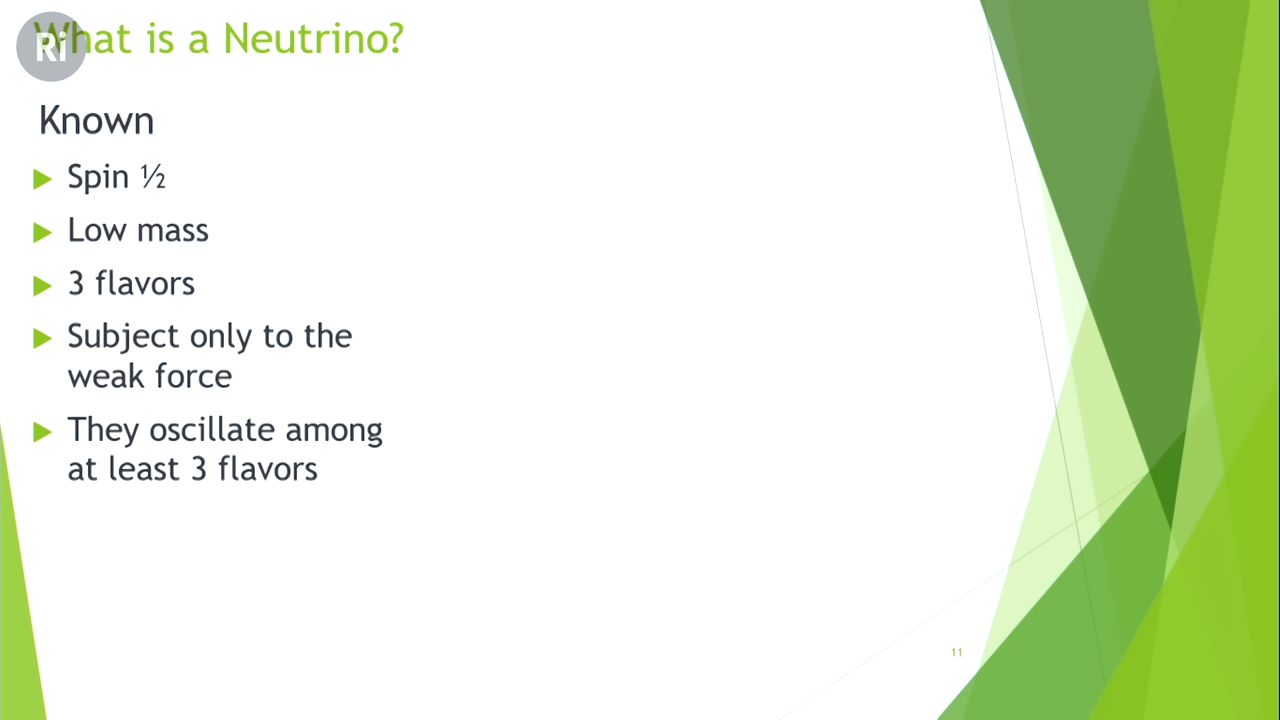 What is a Neutrino?
Ri
Known
Spin ½
Low mass
3 flavors
Subject only to the
weak force
They oscillate among
at least 3 flavors
11